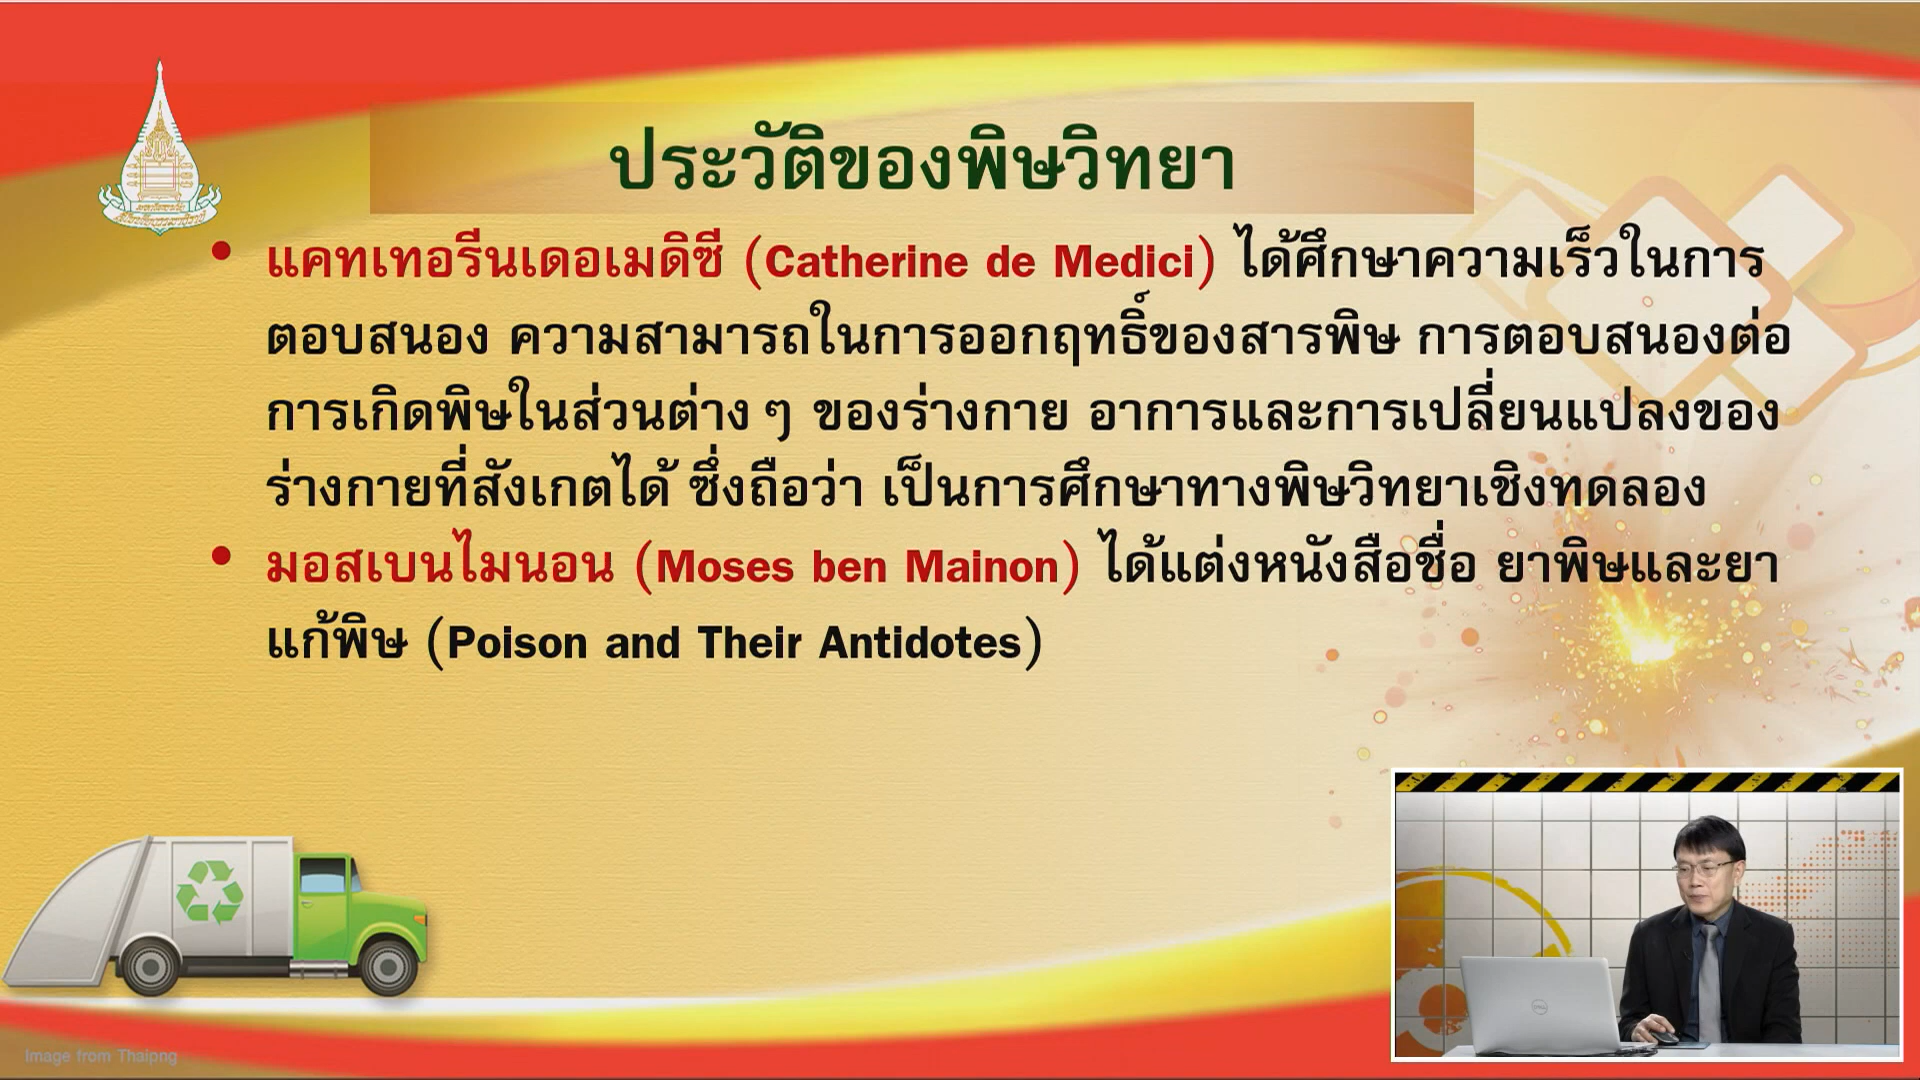 ประวัติของพิษวิทยา
• แคทเทอรีนเดอเมดิซี (Catherine de Medici) ได้ศึกษาความเร็วในการ
ตอบสนอง ความสามารถในการออกฤทธิ์ของสารพิษ การตอบสนองต่อ
การเกิดพิษในส่วนต่าง ๆ ของร่างกาย อาการและการเปลี่ยนแปลงของ
ร่างกายที่สังเกตได้ ซึ่งถือว่า เป็นการศึกษาทางพิษวิทยาเชิงทดลอง
• มอสเบนไมนอน (Moses ben Mainon) ได้แต่งหนังสือชื่อ ยาพิษและยา
แก้พิษ (Poison and Their Antidotes)
Image from Thaipng